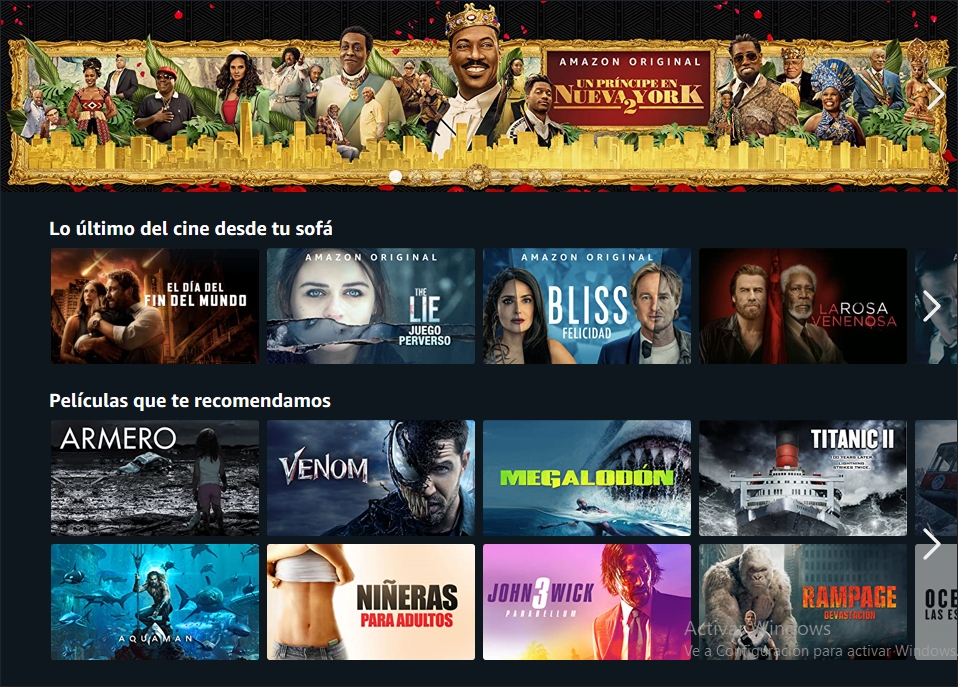 AMAZON ORIGINAL
UN PRÍNCIPE EN
NUEVA YORK
2
Lo último del cine desde tu sofá
EL DÍA DEL
FIN DEL MUNDO
AMAZON ORIGINAL
THE
LIE
JUEGO
PERVERSO
AMAZON ORIGINAL
BLISS
FELICIDAD
LA ROSA
VENENOSA
Películas que te recomendamos
ARMERO
VENOM
MEGALODÓN
TITANIC II
100 YEARS LATER,
LIGHTNING
STRIKES TWICE.
AQUAMAN
NIÑERAS
PARA ADULTOS
JOHN 3 WICK
PARABELLUM
RAMPAGE
DEVASTACIÓN
OCE
LAS ES
Activar Windows
Ve a Configuración para activar Windows.